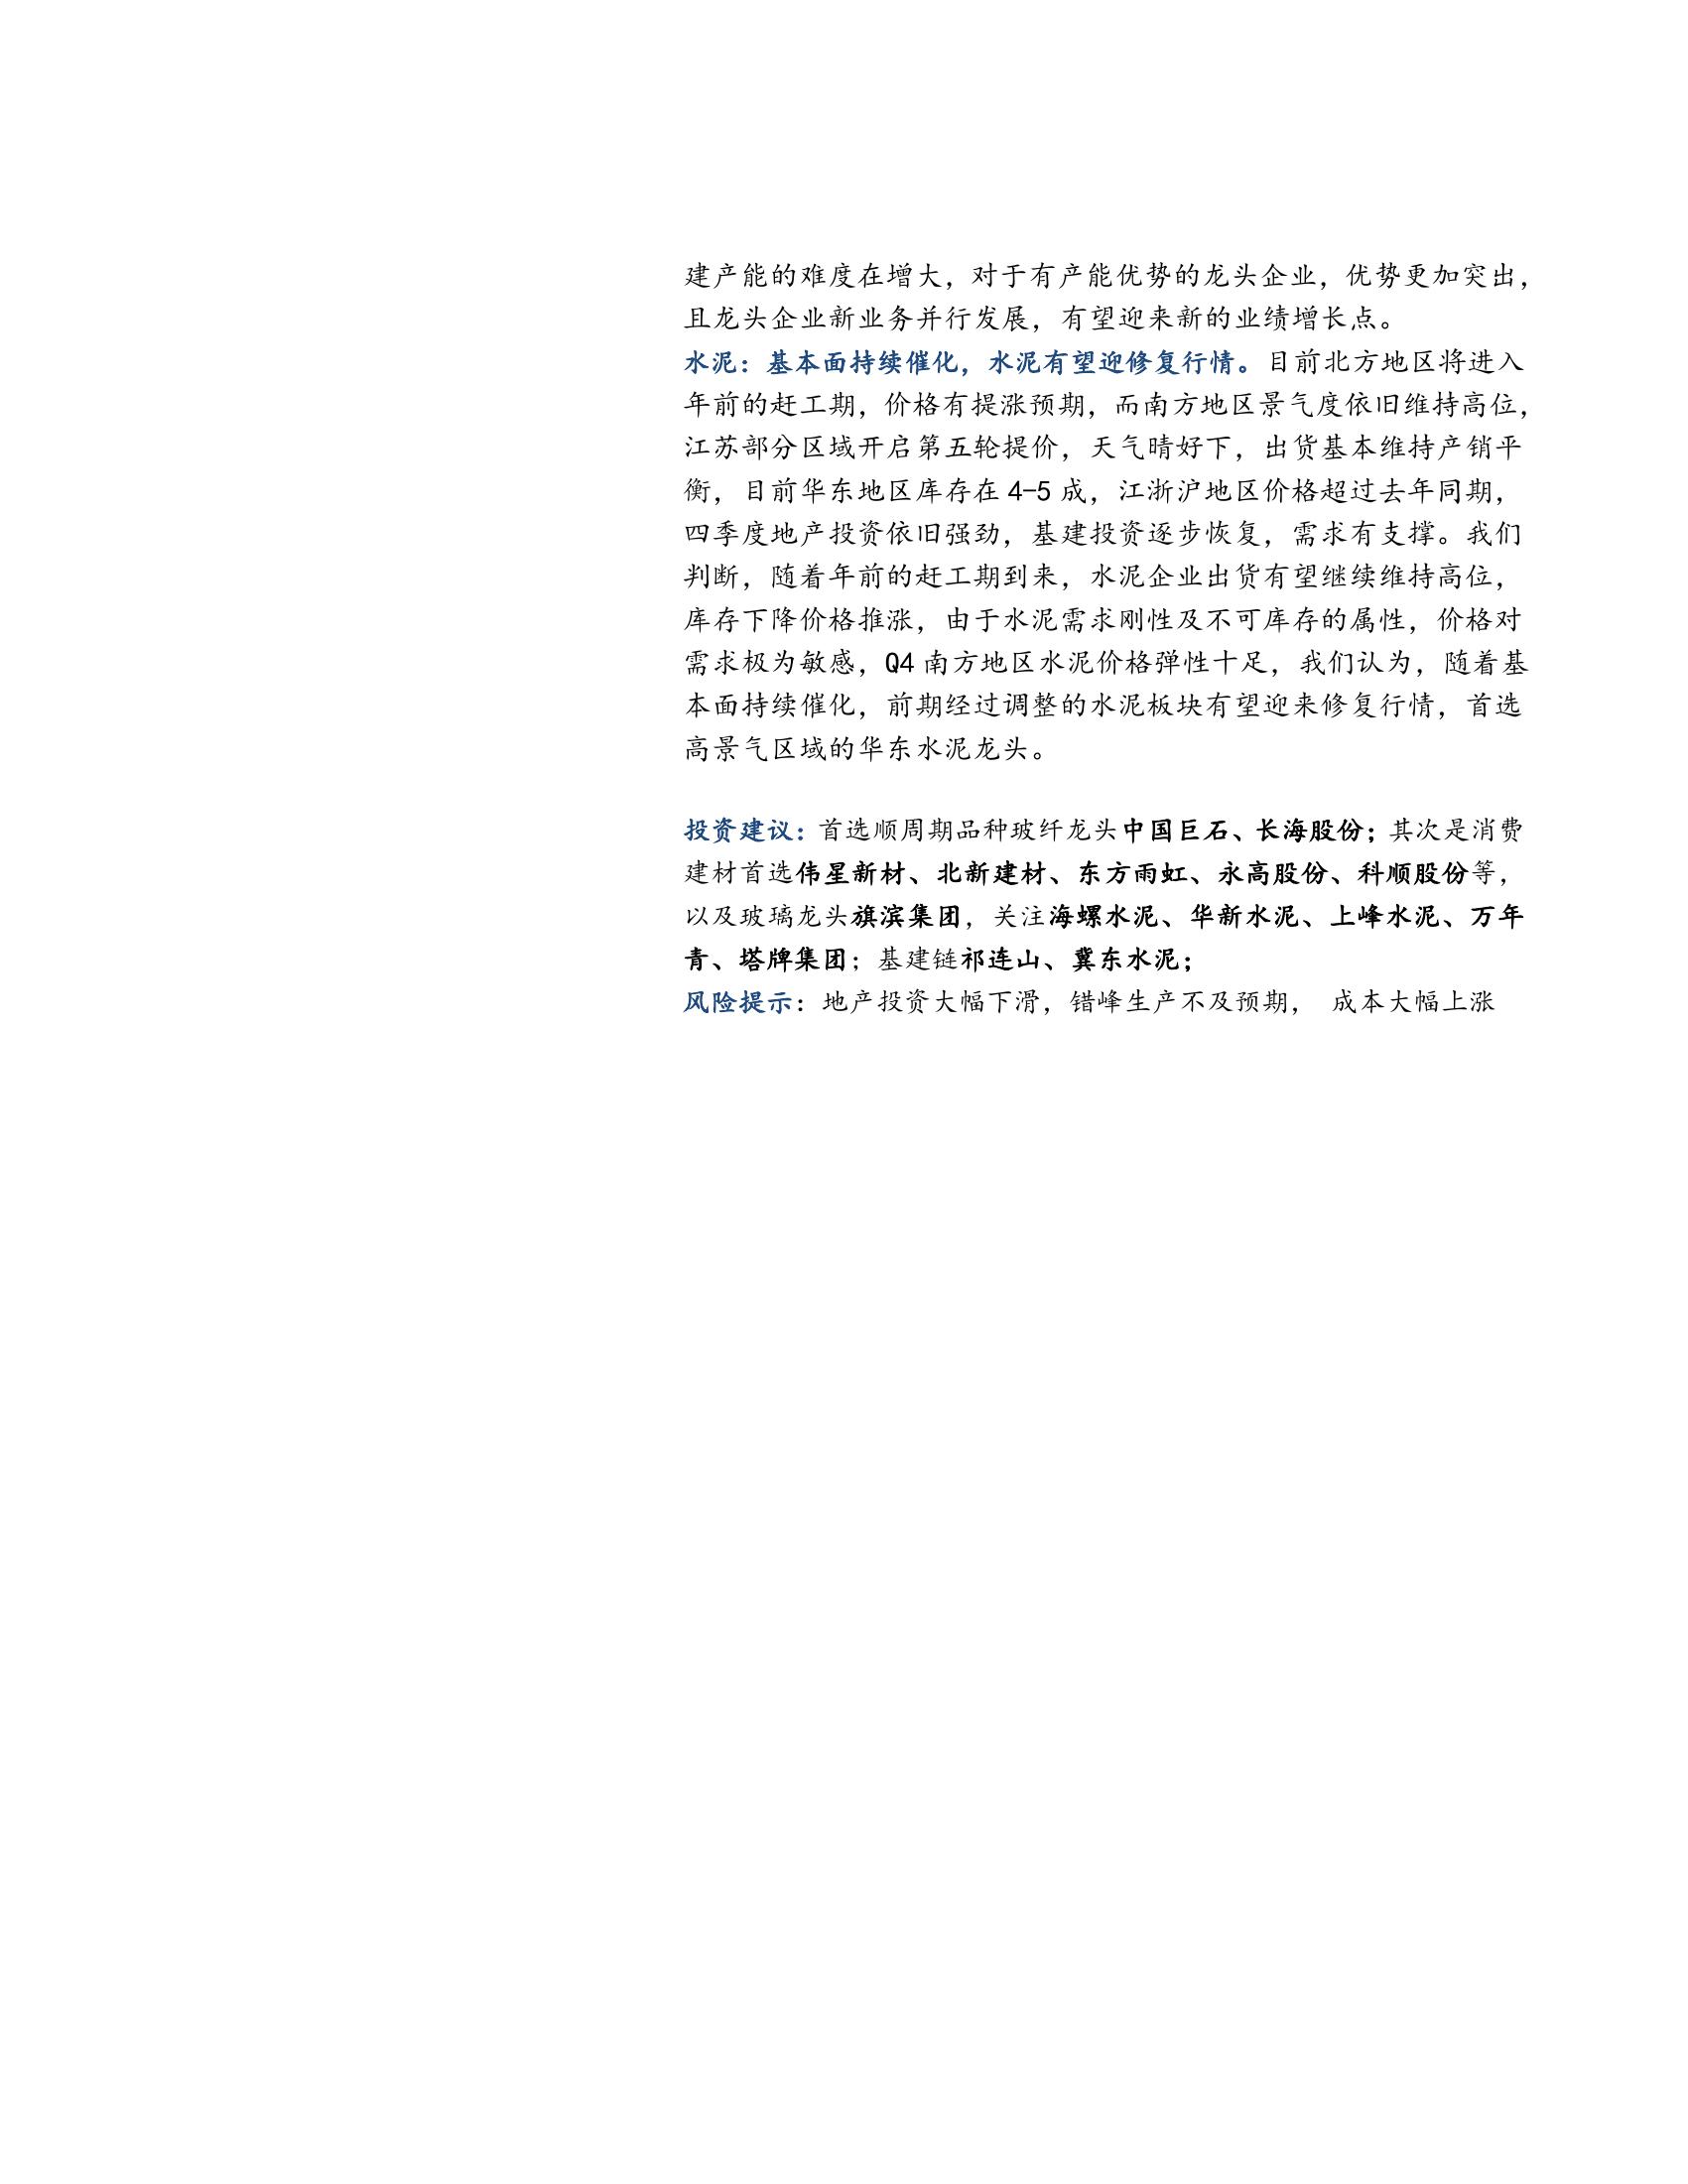 建产能的难度在增大，对于有产能优势的龙头企业，优势更加突出，
且龙头企业新业务并行发展，有望迎来新的业绩增长点。
水泥：基本面持续催化，水泥有望迎修复行情。目前北方地区将进入
年前的赶工期，价格有提涨预期，而南方地区景气度依旧维持高位，
江苏部分区域开启第五轮提价，天气晴好下，出货基本维持产销平
衡，目前华东地区库存在 4-5 成，江浙沪地区价格超过去年同期，
四季度地产投资依旧强劲，基建投资逐步恢复，需求有支撑。我们
判断，随着年前的赶工期到来，水泥企业出货有望继续维持高位，
库存下降价格推涨，由于水泥需求刚性及不可库存的属性，价格对
需求极为敏感，Q4 南方地区水泥价格弹性十足，我们认为，随着基
本面持续催化，前期经过调整的水泥板块有望迎来修复行情，首选
高景气区域的华东水泥龙头。
投资建议：首选顺周期品种玻纤龙头中国巨石、长海股份；其次是消费
建材首选伟星新材、北新建材、东方雨虹、永高股份、科顺股份等，
以及玻璃龙头旗滨集团，关注海螺水泥、华新水泥、上峰水泥、万年
青、塔牌集团；基建链祁连山、冀东水泥；
风险提示：地产投资大幅下滑，错峰生产不及预期， 成本大幅上涨